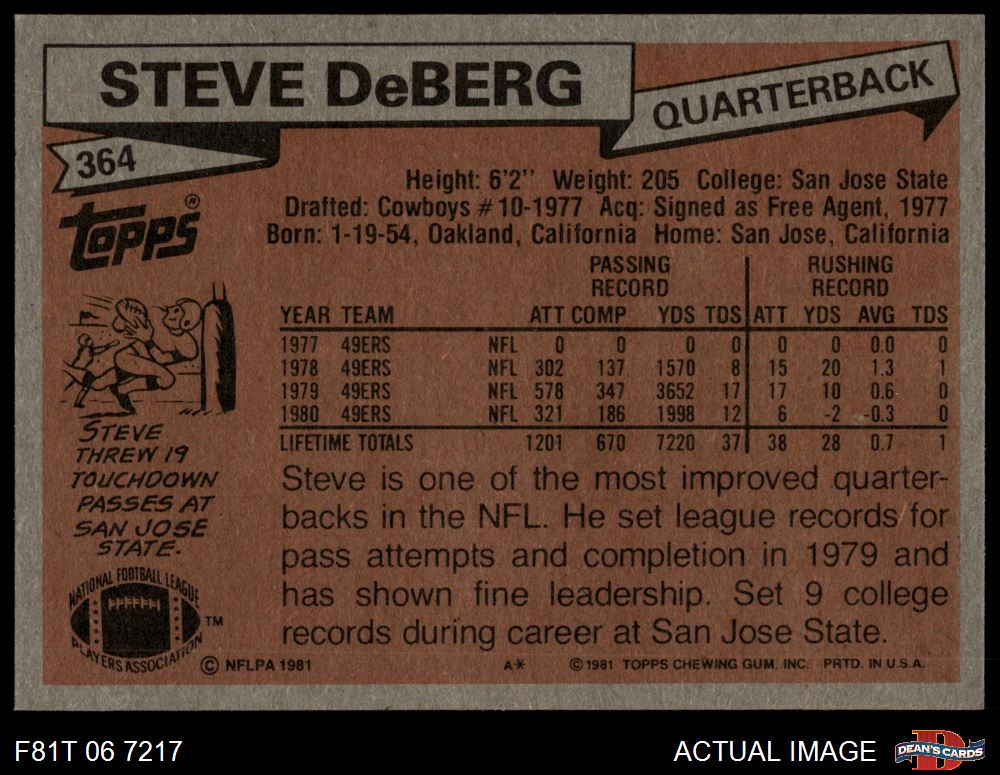 STEVE DeBERG
QUARTERBACK
364
TOPPS®
Height: 6'2'' Weight: 205 College: San Jose State
Drafted: Cowboys #10-1977 Acq: Signed as Free Agent, 1977
Born: 1-19-54, Oakland, California Home: San Jose, California
PASSING RECORD RUSHING RECORD
YEAR TEAM ATT COMP YDS TDS ATT YDS AVG TDS
1977 49ERS NFL 0 0 0 0 0 0 0.0 0
1978 49ERS NFL 302 137 1570 8 15 20 1.3 1
1979 49ERS NFL 578 347 3652 17 17 10 0.6 0
1980 49ERS NFL 321 186 1998 12 6 -2 -0.3 0
LIFETIME TOTALS 1201 670 7220 37 38 28 0.7 1
STEVE
THREW 19
TOUCHDOWN
PASSES AT
SAN JOSE
STATE.
Steve is one of the most improved quarter-
backs in the NFL. He set league records for
pass attempts and completion in 1979 and
has shown fine leadership. Set 9 college
records during career at San Jose State.
NATIONAL FOOTBALL LEAGUE
PLAYERS ASSOCIATION
TM
© NFLPA 1981 A* © 1981 TOPPS CHEWING GUM, INC. PRTD. IN U.S.A.
F81T 06 7217 ACTUAL IMAGE D DEAN'S CARDS